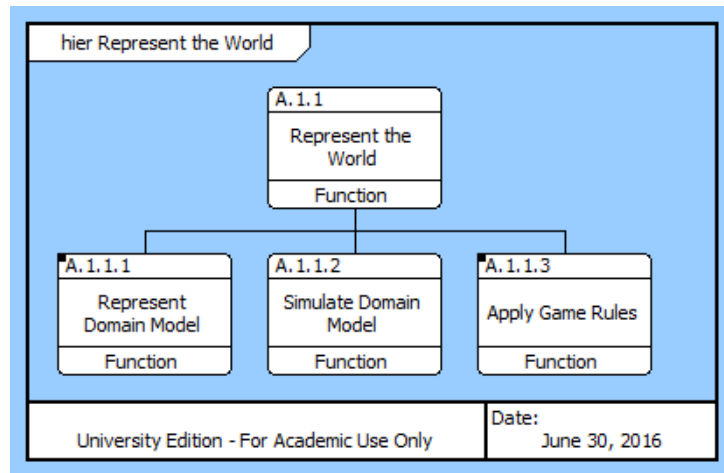 hier Represent the World
A.1.1
Represent the
World
Function
A.1.1.1
Represent
Domain Model
Function
A.1.1.2
Simulate Domain
Model
Function
A.1.1.3
Apply Game Rules
Function
University Edition - For Academic Use Only
Date:
June 30, 2016